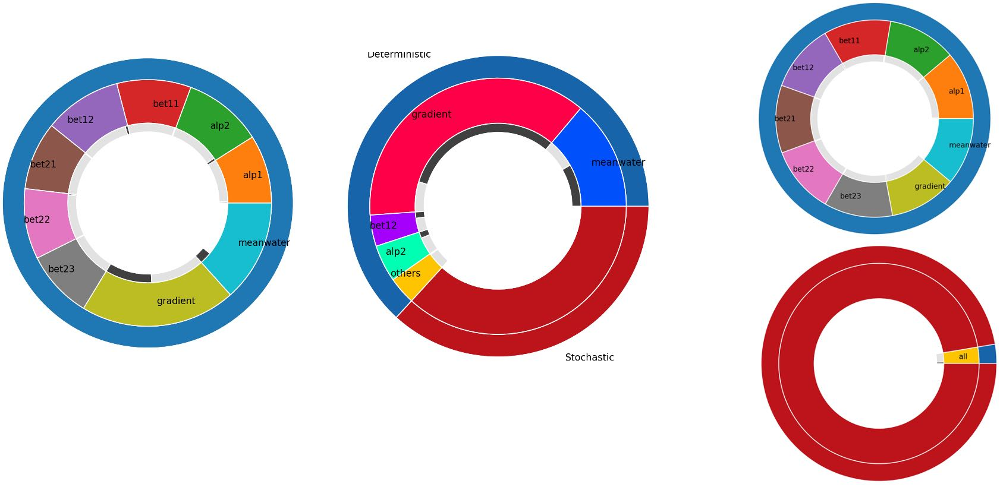 bet11
alp2
bet12
alp1
bet21
bet22
meanwater
bet23
gradient
Deterministic
gradient
meanwater
bet12
alp2
others
Stochastic
bet11
alp2
bet12
alp1
bet21
meanwater
bet22
gradient
bet23
all